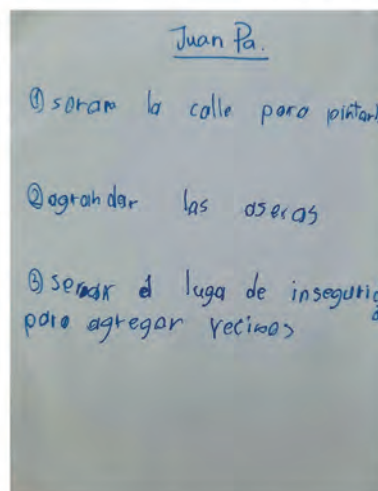 Juan Pa.
① serar la calle para pintarl
② agrandar las aseras
③ serrar el luga de insegurid
para agregar vecinos